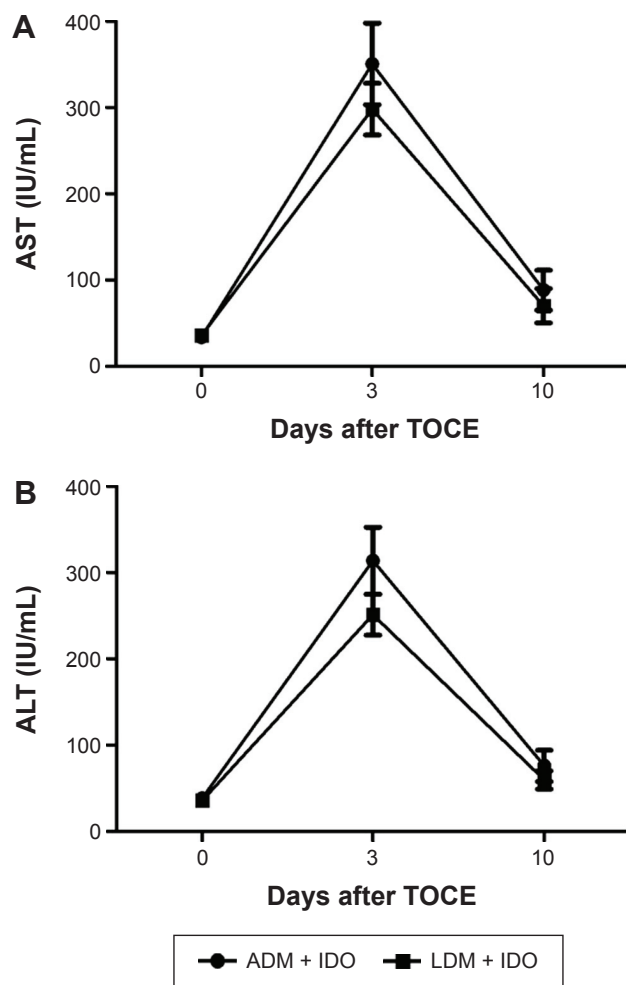 A
400
300
200
100
0
AST (IU/mL)
0 3 10
Days after TOCE
B
400
300
200
100
0
ALT (IU/mL)
0 3 10
Days after TOCE
ADM + IDO LDM + IDO